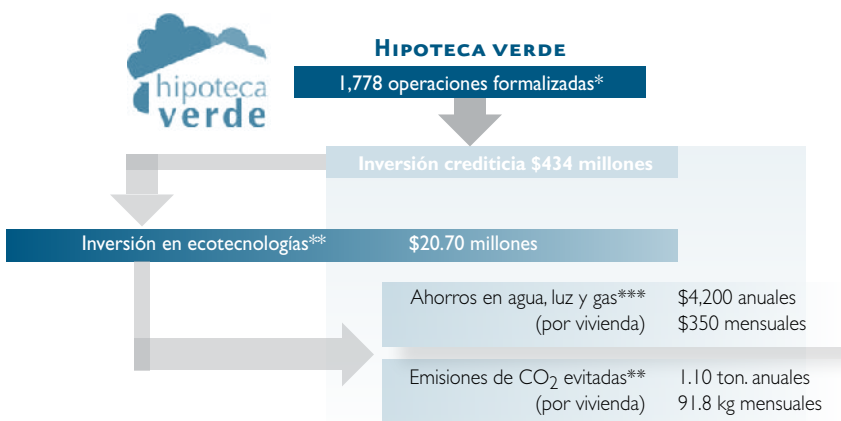 hipoteca
verde
HIPOTECA VERDE
1,778 operaciones formalizadas*
Inversión crediticia $434 millones
Inversión en ecotecnologías** $20.70 millones
Ahorros en agua, luz y gas*** $4,200 anuales
(por vivienda) $350 mensuales
Emisiones de CO2 evitadas** 1.10 ton. anuales
(por vivienda) 91.8 kg mensuales